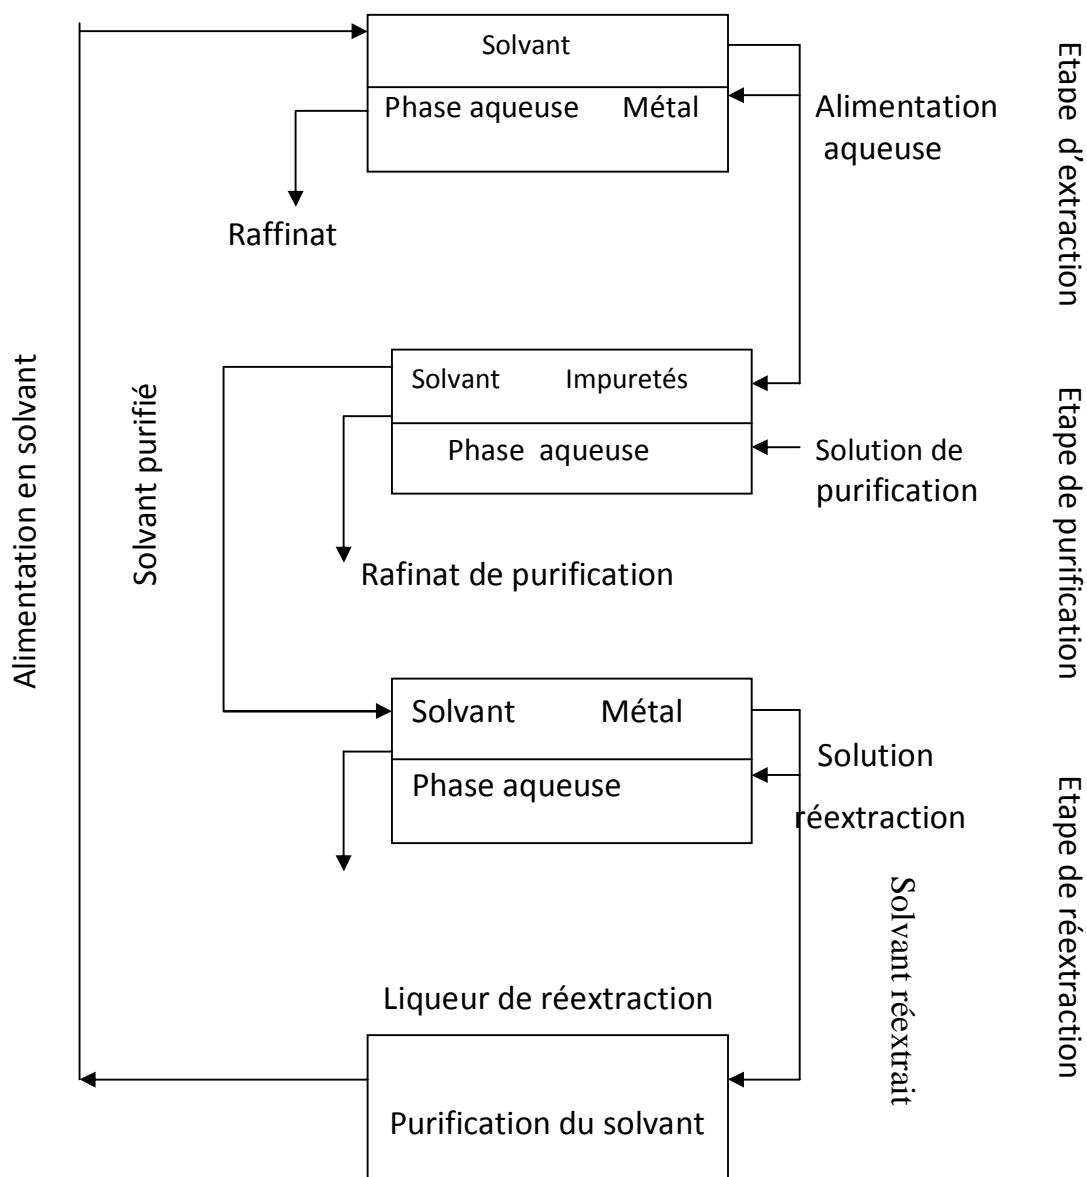 Solvant
Phase aqueuse Métal
Alimentation
aqueuse
Raffinat
Etape d’extraction
Alimentation en solvant
Solvant purifié
Solvant Impuretés
Phase aqueuse
Solution de
purification
Rafinat de purification
Etape de purification
Solvant Métal
Phase aqueuse
Solution
réextraction
Solvant réextrait
Etape de réextraction
Liqueur de réextraction
Purification du solvant